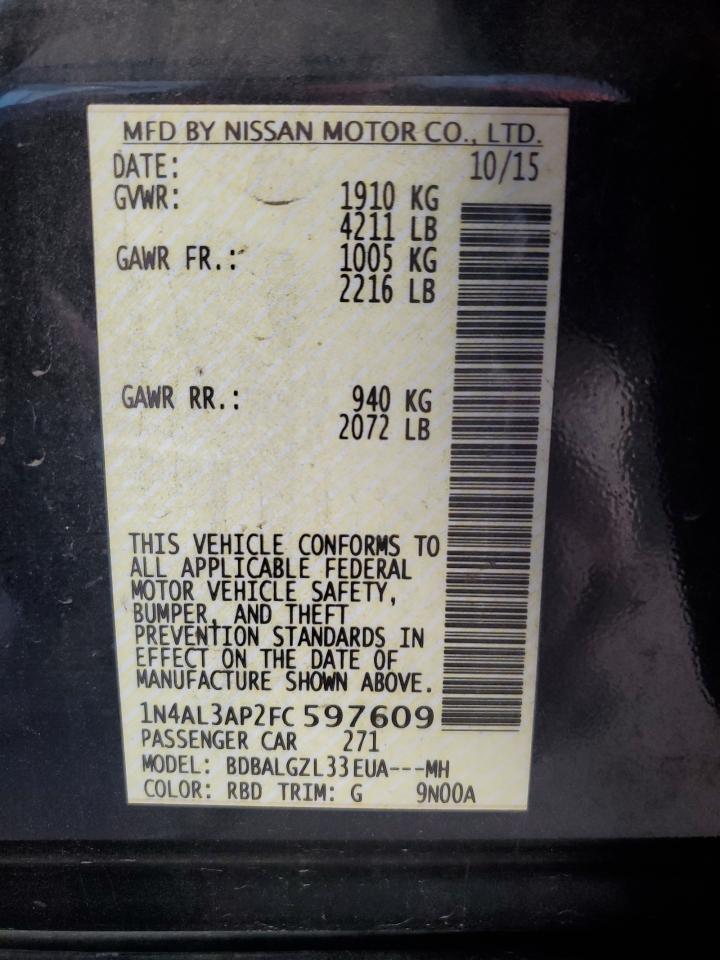 MFD BY NISSAN MOTOR CO., LTD.
DATE: 10/15
GVWR: 1910 KG
4211 LB
GAWR FR.: 1005 KG
2216 LB
GAWR RR.: 940 KG
2072 LB
THIS VEHICLE CONFORMS TO
ALL APPLICABLE FEDERAL
MOTOR VEHICLE SAFETY,
BUMPER, AND THEFT
PREVENTION STANDARDS IN
EFFECT ON THE DATE OF
MANUFACTURE SHOWN ABOVE.
1N4AL3AP2FC 597609
PASSENGER CAR 271
MODEL: BDBALGZL33EUA---MH
COLOR: RBD TRIM: G 9N00A